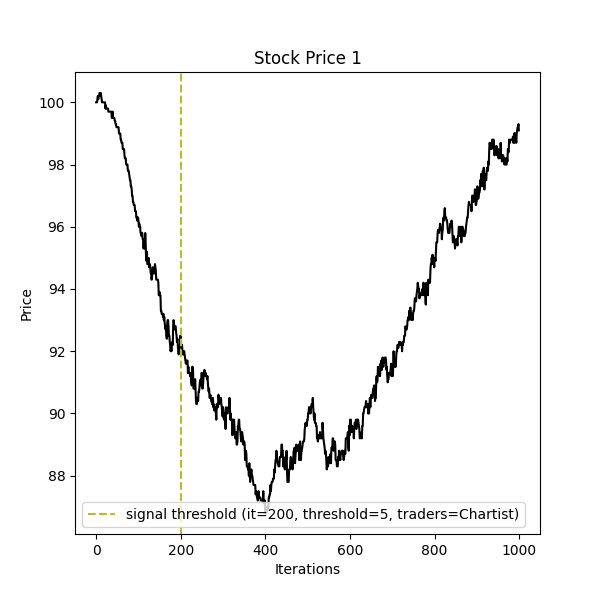 Stock Price 1
Price
100
98
96
94
92
90
88
signal threshold (it=200, threshold=5, traders=Chartist)
0 200 400 600 800 1000
Iterations